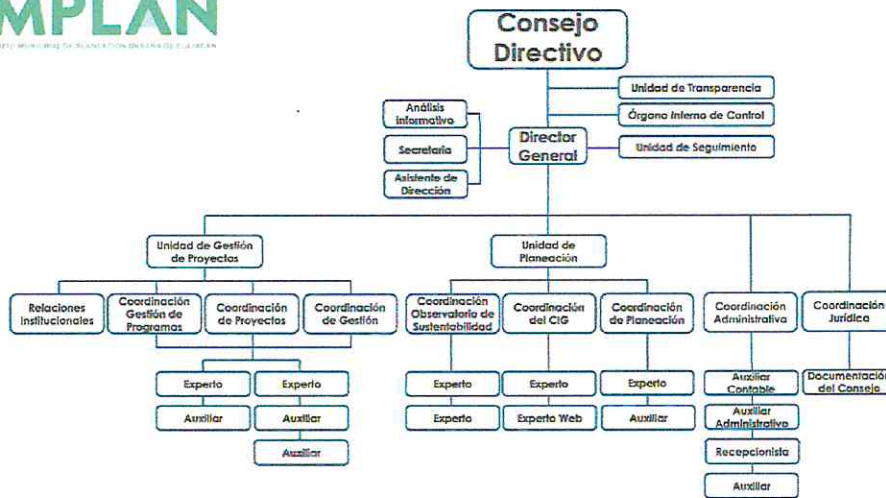 MPLAN
Consejo
Directivo
Unidad de Transparencia
Órgano Interno de Control
Análisis
informativo
Secretaria
Director
General
Unidad de Seguimiento
Asistente de
Dirección
Unidad de Gestión
de Proyectos
Unidad de
Planeación
Relaciones
Institucionales
Coordinación
Gestión de
Programas
Coordinación
de Proyectos
Coordinación
de Gestión
Coordinación
Observatorio de
Sustentabilidad
Coordinación
del CIG
Coordinación
de Planeación
Coordinación
Administrativa
Coordinación
Jurídica
Experto
Experto
Experto
Experto
Experto
Auxiliar
Contable
Documentación
del Consejo
Auxiliar
Auxiliar
Experto
Experto Web
Auxiliar
Auxiliar
Administrativo
Auxiliar
Recepcionista
Auxiliar